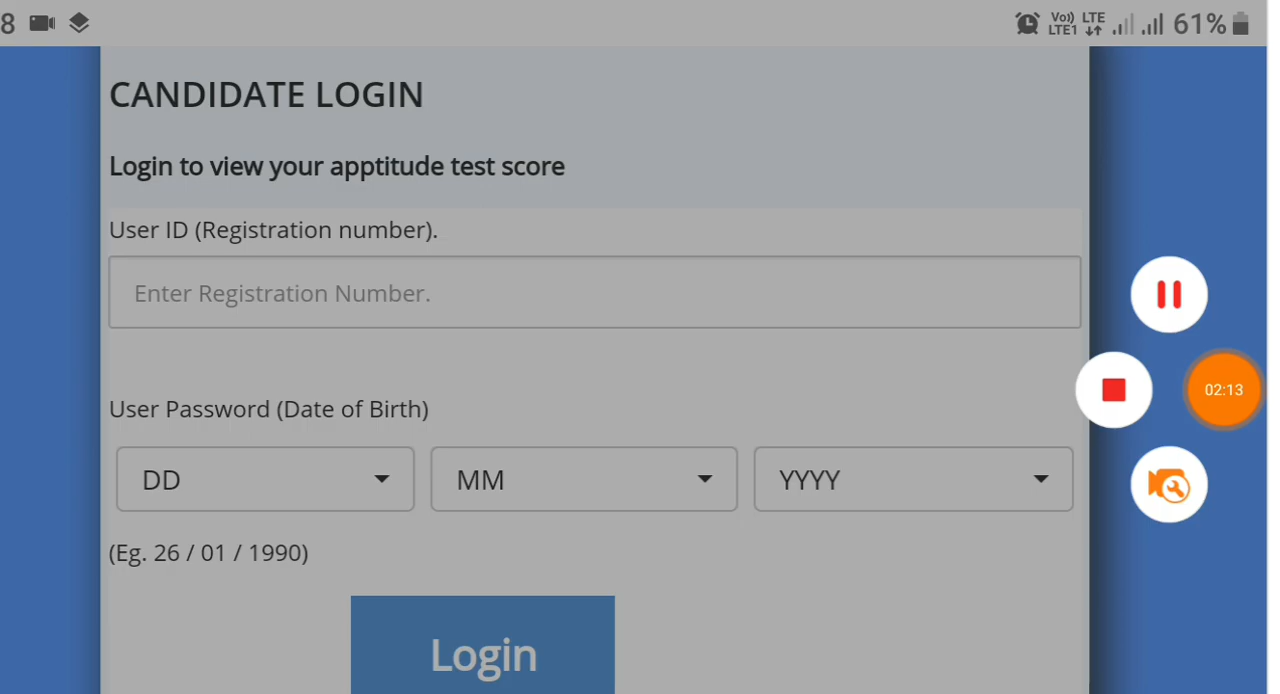 8 Vo)) LTE 61%
LTE1
CANDIDATE LOGIN
Login to view your apptitude test score
User ID (Registration number).
Enter Registration Number.
User Password (Date of Birth)
DD MM YYYY
02:13
(Eg. 26 / 01 / 1990)
Login